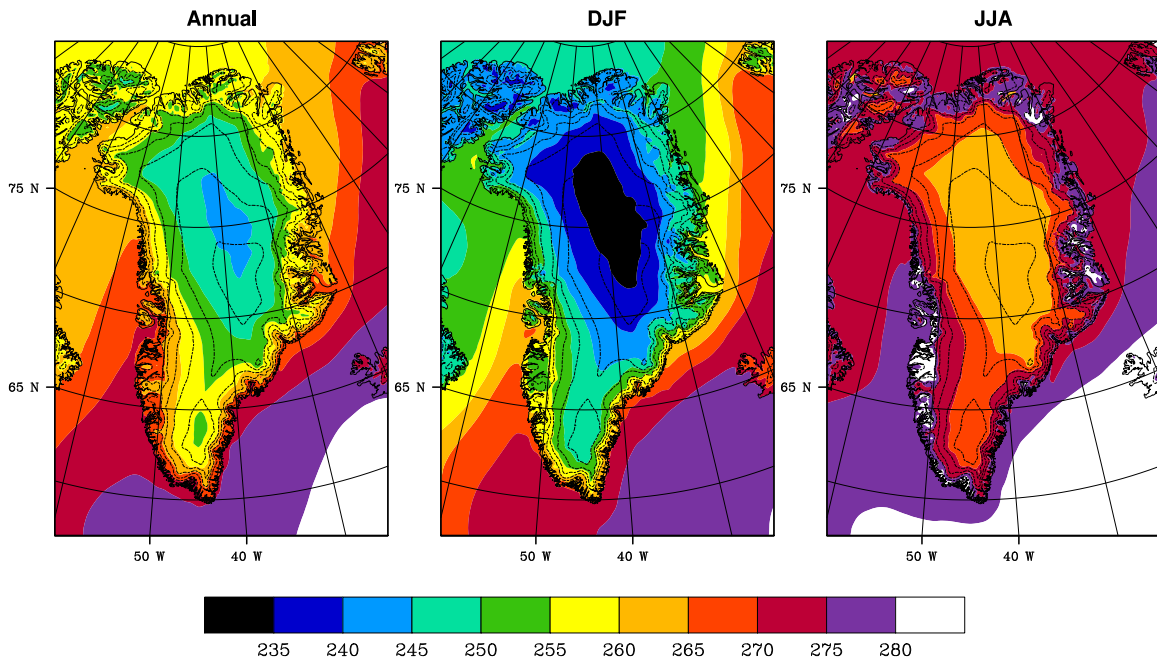 Annual DJF JJA
75 N 75 N 75 N
65 N 65 N 65 N
50 W 40 W 50 W 40 W 50 W 40 W
235 240 245 250 255 260 265 270 275 280